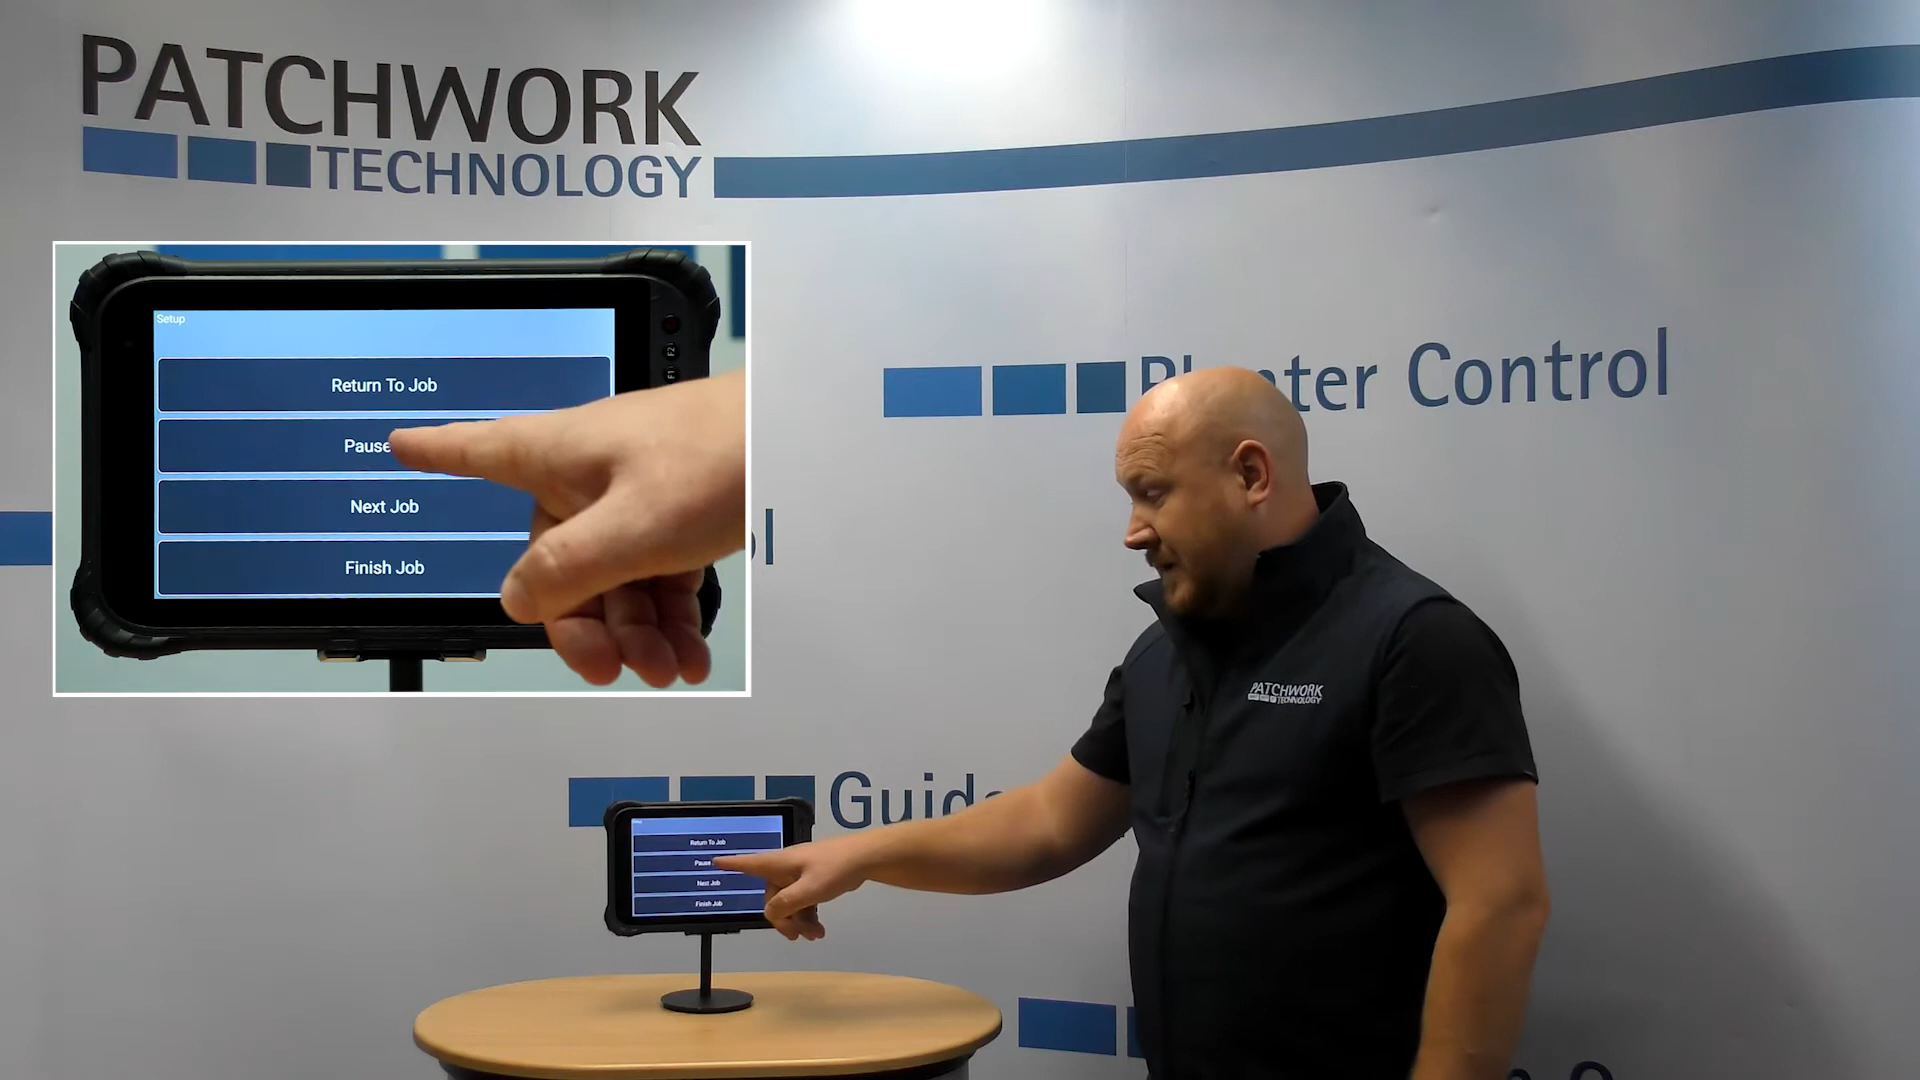 PATCHWORK
TECHNOLOGY
Setup
Return To Job
Pause
Next Job
Finish Job
Planter Control
Guid
Return To Job
Pause
Next Job
Finish Job
PATCHWORK
TECHNOLOGY